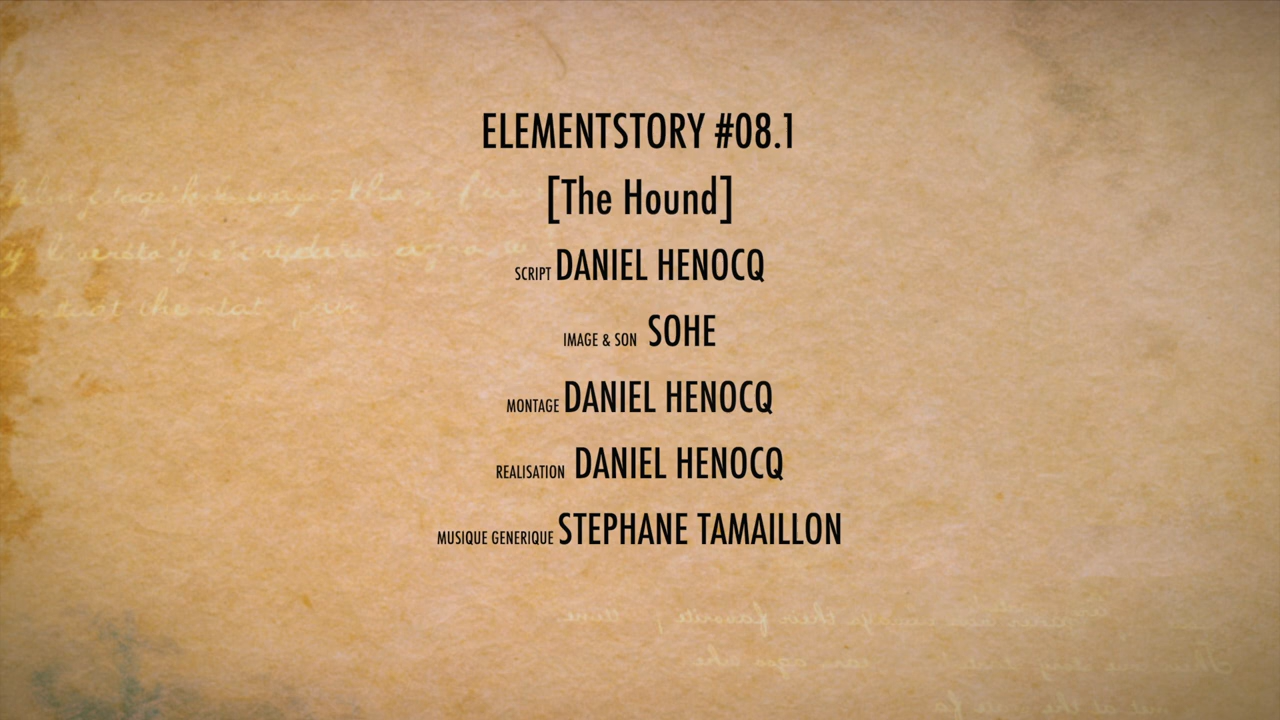 ELEMENTSTORY #08.1
[The Hound]
SCRIPT DANIEL HENOCQ
IMAGE & SON SOHE
MONTAGE DANIEL HENOCQ
REALISATION DANIEL HENOCQ
MUSIQUE GENERIQUE STEPHANE TAMAILLON